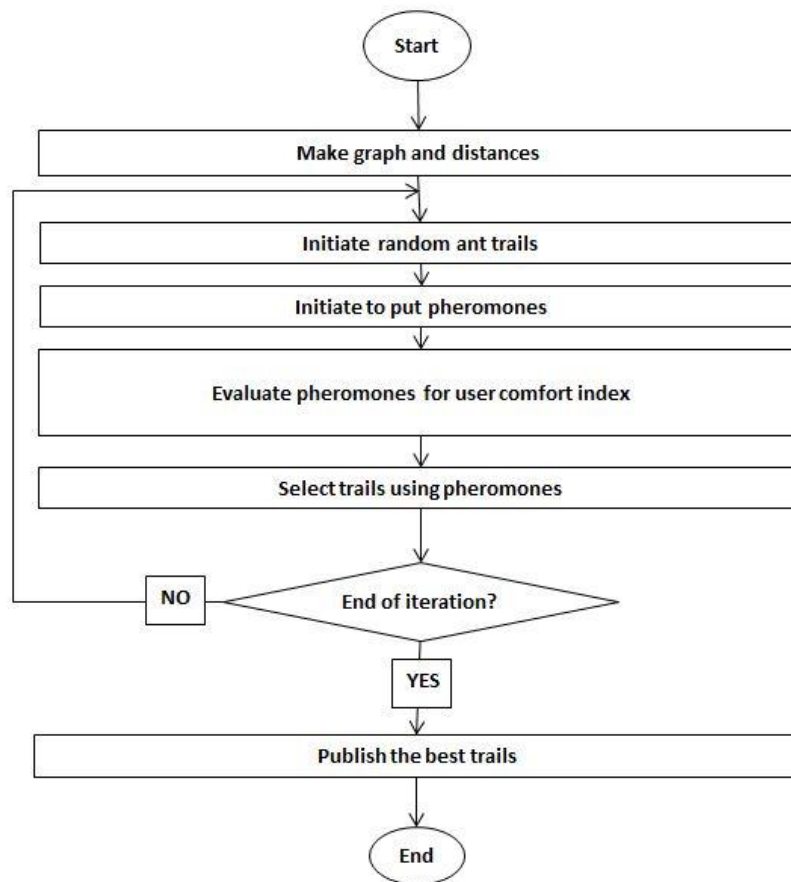 Start
Make graph and distances
Initiate random ant trails
Initiate to put pheromones
Evaluate pheromones for user comfort index
Select trails using pheromones
End of iteration?
NO
YES
Publish the best trails
End